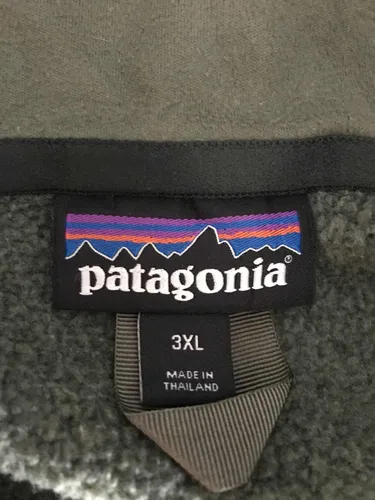 patagonia®
3XL
MADE IN
THAILAND